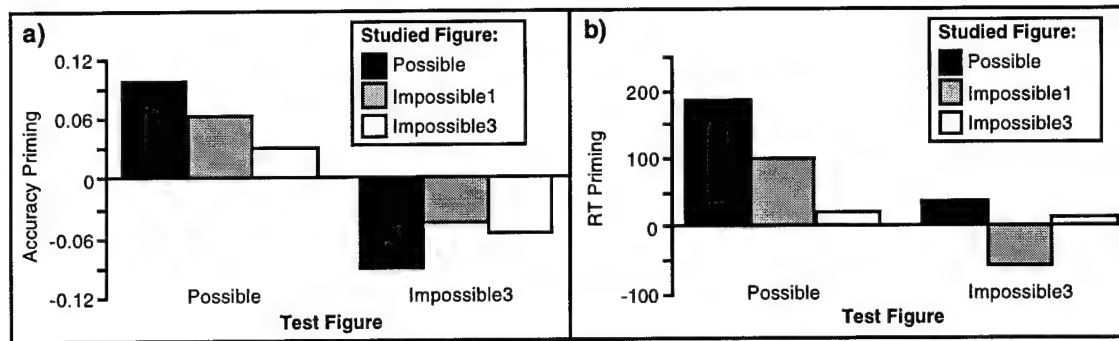 a)
Studied Figure:
Possible
Impossible1
Impossible3
0.12
0.06
0
-0.06
-0.12
Accuracy Priming
Possible
Impossible3
Test Figure
b)
Studied Figure:
Possible
Impossible1
Impossible3
200
100
0
-100
RT Priming
Possible
Impossible3
Test Figure